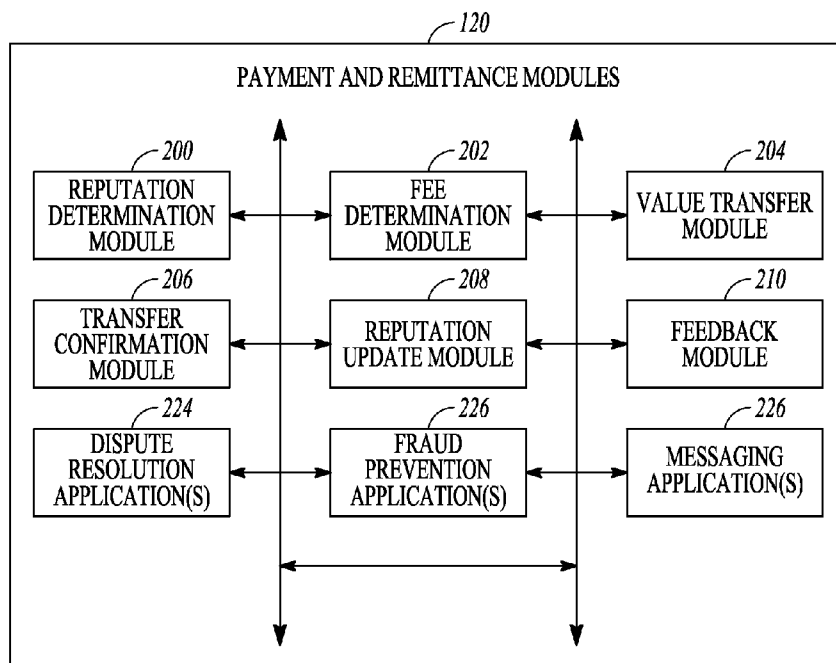 120
PAYMENT AND REMITTANCE MODULES
200
REPUTATION
DETERMINATION
MODULE
202
FEE
DETERMINATION
MODULE
204
VALUE TRANSFER
MODULE
206
TRANSFER
CONFIRMATION
MODULE
208
REPUTATION
UPDATE MODULE
210
FEEDBACK
MODULE
224
DISPUTE
RESOLUTION
APPLICATION(S)
226
FRAUD
PREVENTION
APPLICATION(S)
226
MESSAGING
APPLICATION(S)